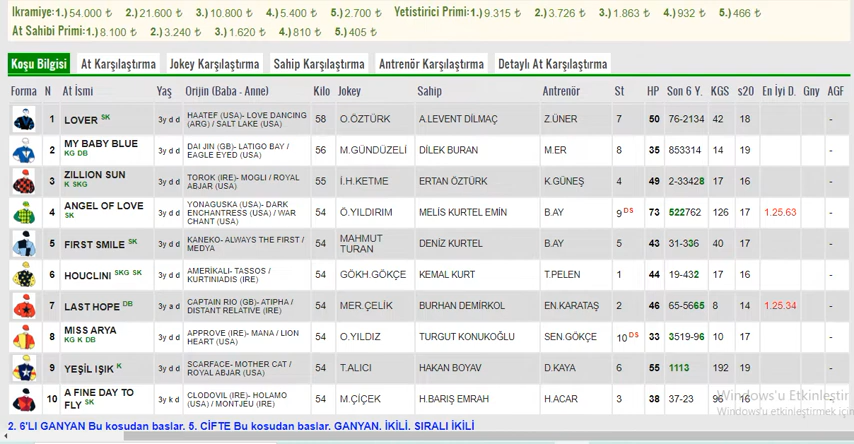 Ikramiye:1.)54.000 ₺ 2.)21.600 ₺ 3.)10.800 ₺ 4.)5.400 ₺ 5.)2.700 ₺ Yetistirici Primi:1.)9.315 ₺ 2.)3.726 ₺ 3.)1.863 ₺ 4.)932 ₺ 5.)466 ₺
At Sahibi Primi:1.)8.100 ₺ 2.)3.240 ₺ 3.)1.620 ₺ 4.)810 ₺ 5.)405 ₺
Koşu Bilgisi At Karşılaştırma Jokey Karşılaştırma Sahip Karşılaştırma Antrenör Karşılaştırma Detaylı At Karşılaştırma
Forma N At İsmi Yaş Orijin (Baba - Anne) Kilo Jokey Sahip Antrenör St HP Son 6 Y. KGS s20 En İyi D. Gny AGF
1 LOVER SK 3y d d HAATEF (USA)- LOVE DANCING (ARG) / SALT LAKE (USA) 58 O.ÖZTÜRK A.LEVENT DİLMAÇ Z.ÜNER 7 50 76-2134 42 18 -
2 MY BABY BLUE KG DB 3y d d DAI JIN (GB)- LATIGO BAY / EAGLE EYED (USA) 56 M.GÜNDÜZELİ DİLEK BURAN M.ER 8 35 853314 14 19 -
3 ZILLION SUN K SKG 3y d d TOROK (IRE)- MOGLI / ROYAL ABJAR (USA) 55 İ.H.KETME ERTAN ÖZTÜRK K.GÜNEŞ 4 49 2-33428 17 16 -
4 ANGEL OF LOVE SK 3y d d YONAGUSKA (USA)- DARK ENCHANTRESS (USA) / WAR CHANT (USA) 54 Ö.YILDIRIM MELİS KURTEL EMİN B.AY 9 DS 73 522762 126 17 1.25.63 -
5 FIRST SMILE SK 3y d d KANEKO- ALWAYS THE FIRST / MEDYA 54 MAHMUT TURAN DENİZ KURTEL B.AY 5 43 31-336 40 17 -
6 HOUCLINI SKG SK 3y d d AMERIKALI- TASSOS / KURTINIADIS (IRE) 54 GÖKH.GÖKÇE KEMAL KURT T.PELEN 1 44 19-432 17 16 -
7 LAST HOPE DB 3y a d CAPTAIN RIO (GB)- ATIPHA / DISTANT RELATIVE (IRE) 54 MER.ÇELİK BURHAN DEMİRKOL EN.KARATAŞ 2 46 65-5665 8 14 1.25.34 -
8 MISS ARYA KG K DB 3y d d APPROVE (IRE)- MANA / LION HEART (USA) 54 O.YILDIZ TURGUT KONUKOĞLU SEN.GÖKÇE 10 DS 33 3519-96 10 17 -
9 YEŞİL IŞIK K 3y d d SCARFACE- MOTHER CAT / ROYAL ABJAR (USA) 54 T.ALICI HAKAN BOYAV D.KAYA 6 55 1113 192 19 -
10 A FINE DAY TO FLY SK 3y k d CLODOVIL (IRE)- HOLAMO (USA) / MONTJEU (IRE) 54 M.ÇİÇEK H.BARIŞ EMRAH H.ACAR 3 38 37-23 96 16 -
Windows'u Etkinleştir
Windows'u etkinleştirmek için
2. 6'LI GANYAN Bu kosudan baslar. 5. CİFTE Bu kosudan baslar. GANYAN. İKİLİ. SIRALI İKİLİ